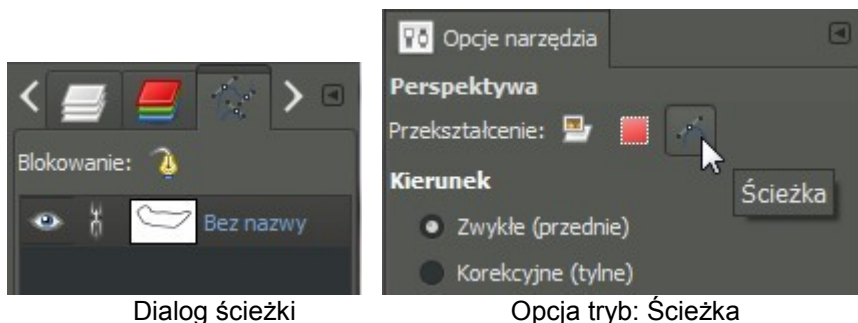 Blokowanie:
Bez nazwy
Dialog ścieżki
Opcje narzędzia
Perspektywa
Przekształcenie:
Ścieżka
Kierunek
Zwykłe (przednie)
Korekcyjne (tylne)
Opcja tryb: Ścieżka